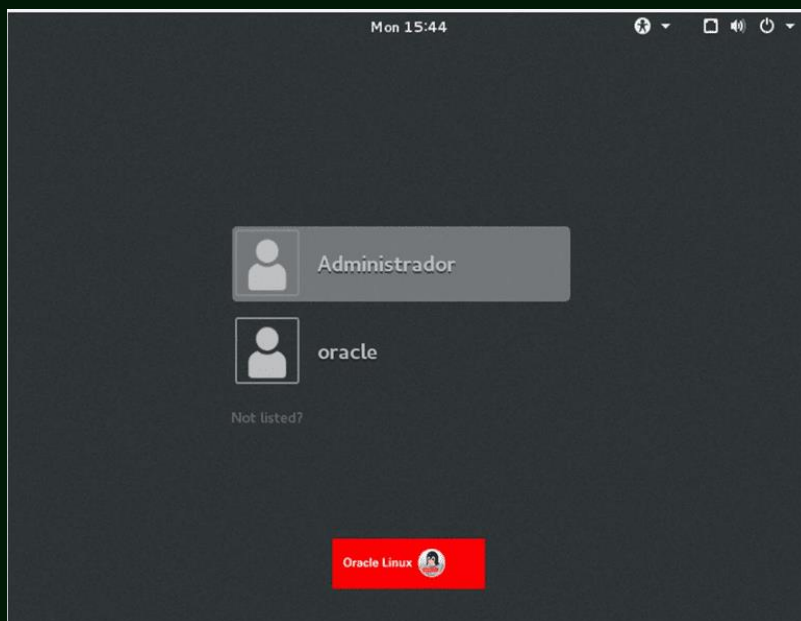 Mon 15:44
Administrador
oracle
Not listed?
Oracle Linux